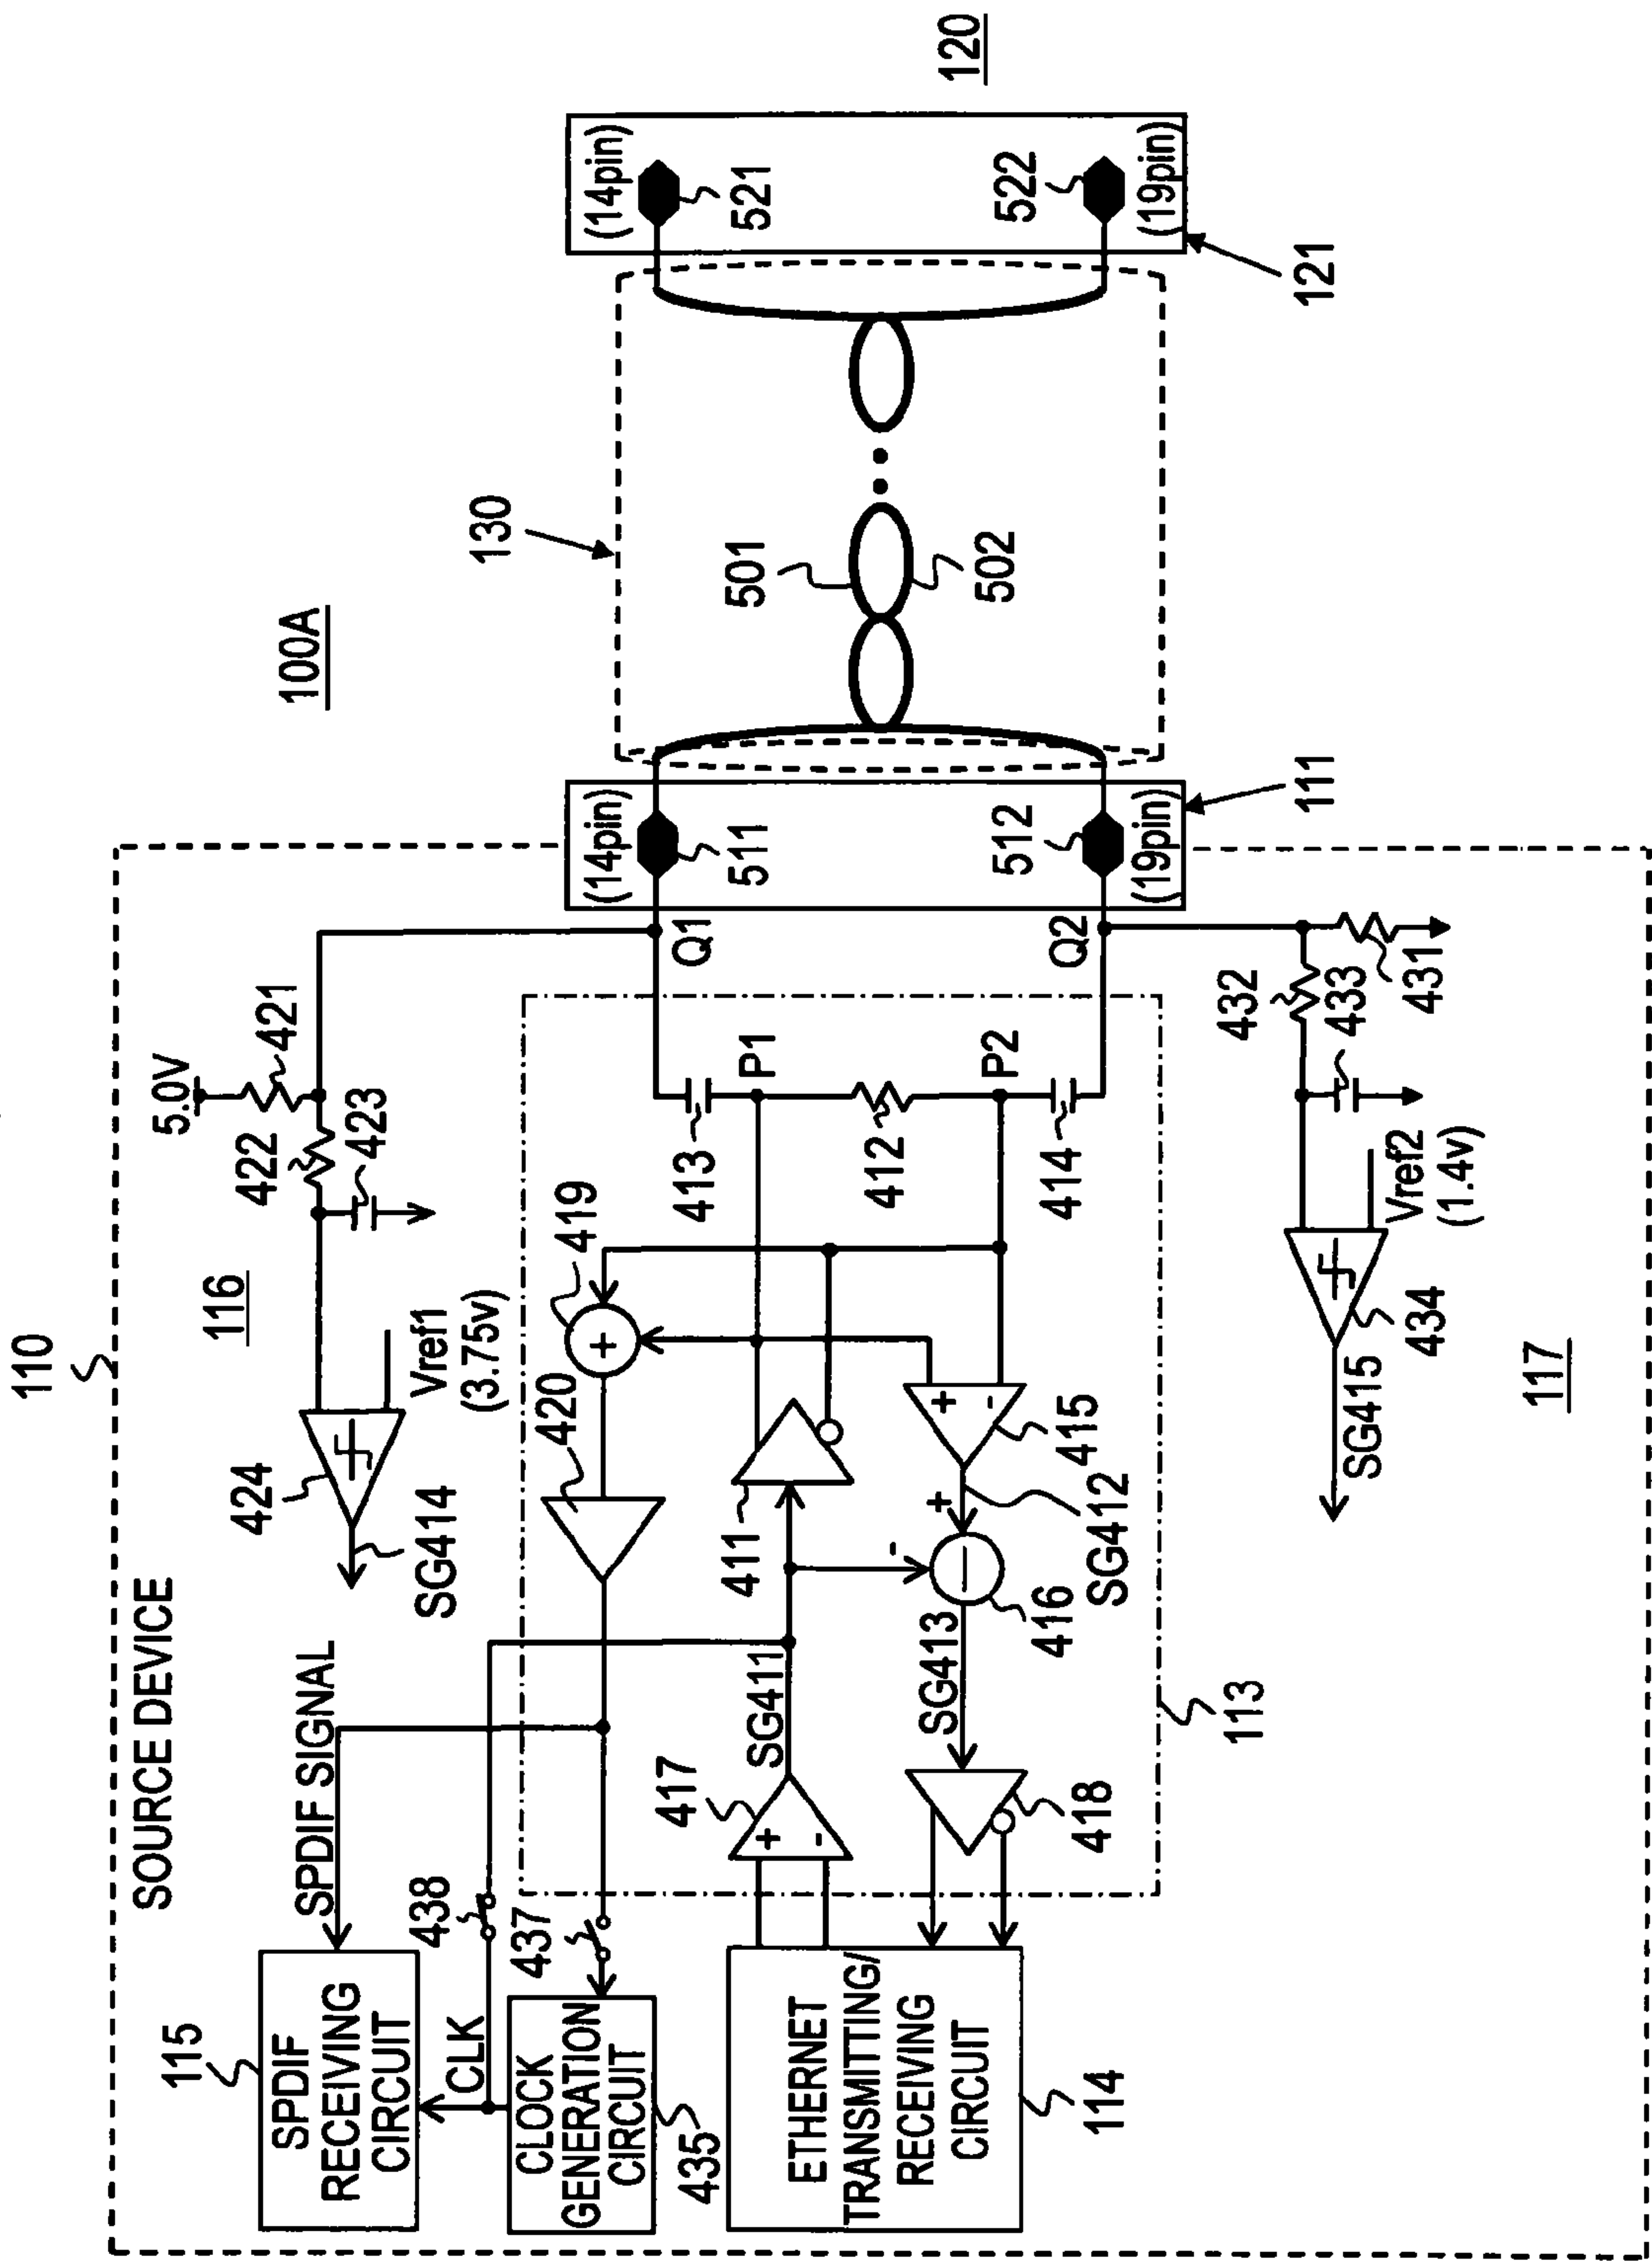 110
SOURCE DEVICE
100A
120
115
SPDIF
RECEIVING
CIRCUIT
SPDIF SIGNAL
SG414
424
116
Vref1
(3.75v)
5.0V
422
421
423
CLK
438
437
CLOCK
GENERATION
CIRCUIT
435
420
419
Q1
(14pin)
511
130
(14pin)
521
417
+
-
SG411
411
+
413
P1
412
P2
414
501
502
ETHERNET
TRANSMITTING/
RECEIVING
CIRCUIT
114
418
SG413
416
-
+
SG412
415
+
-
Q2
512
(19pin)
111
522
(19pin)
121
113
117
SG415
434
Vref2
(1.4v)
432
433
431